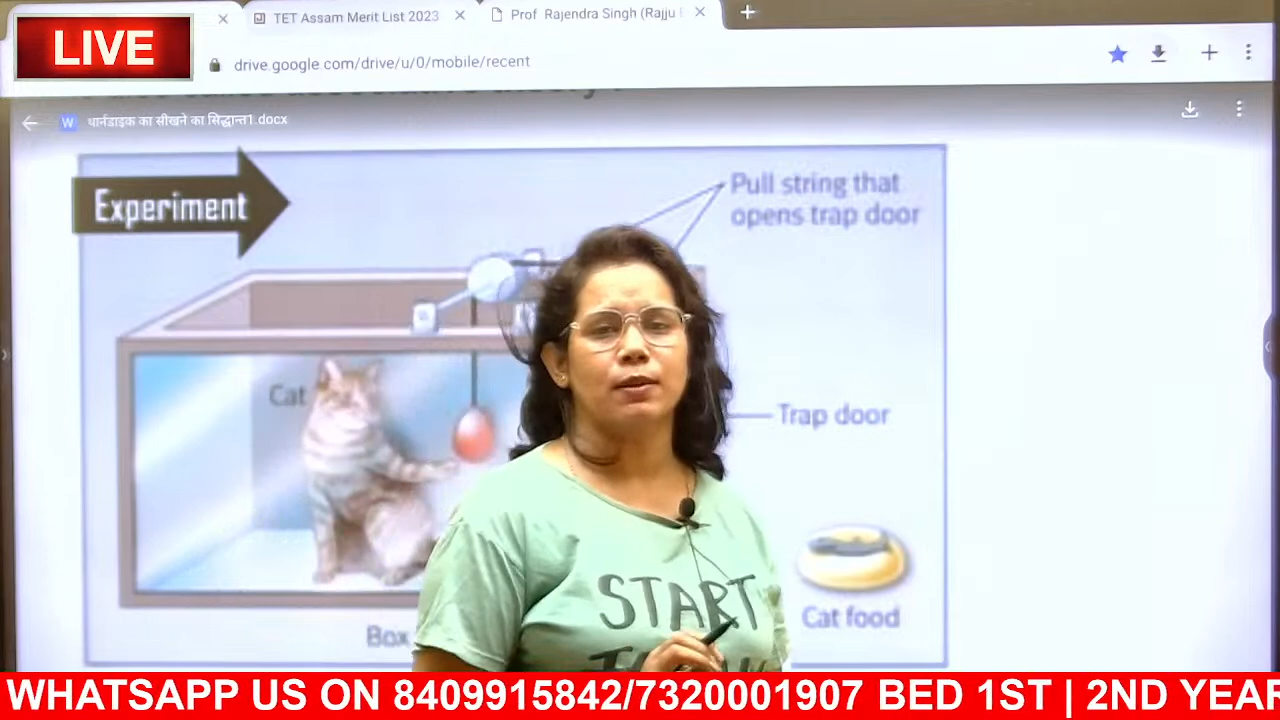 TET Assam Merit List 2023
Prof Rajendra Singh (Rajju B
LIVE
drive.google.com/drive/u/0/mobile/recent
W थार्नडाइक का सीखने का सिद्धान्त1.docx
Experiment
Pull string that
opens trap door
Cat
Trap door
Cat food
Box
START
WHATSAPP US ON 8409915842/7320001907 BED 1ST | 2ND YEAR